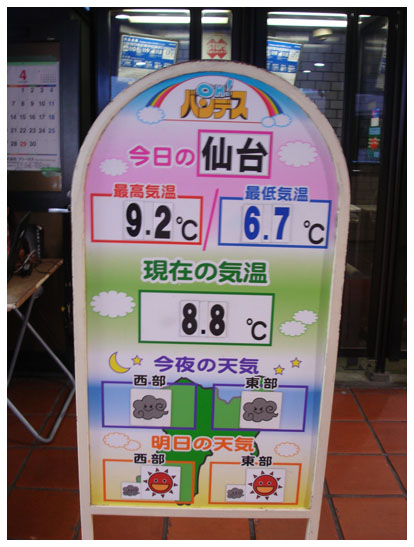 OH!
バンデス
今日の仙台
最高気温
最低気温
9.2℃
6.7℃
現在の気温
8.8℃
今夜の天気
西部
東部
明日の天気
西部
東部
4